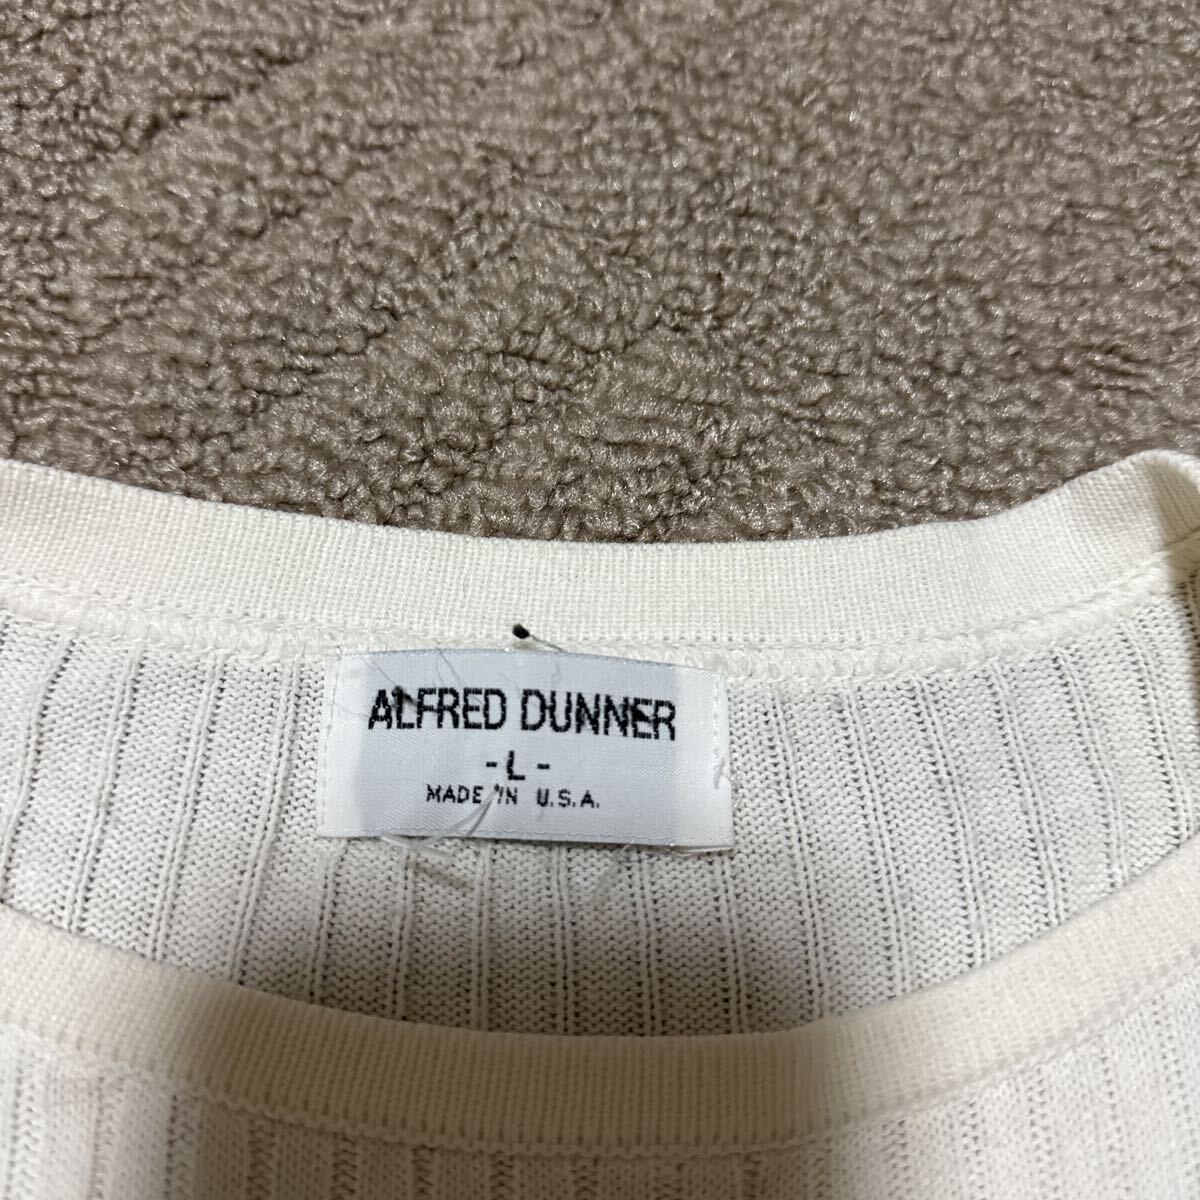 ALFRED DUNNER
- L -
MADE IN U.S.A.